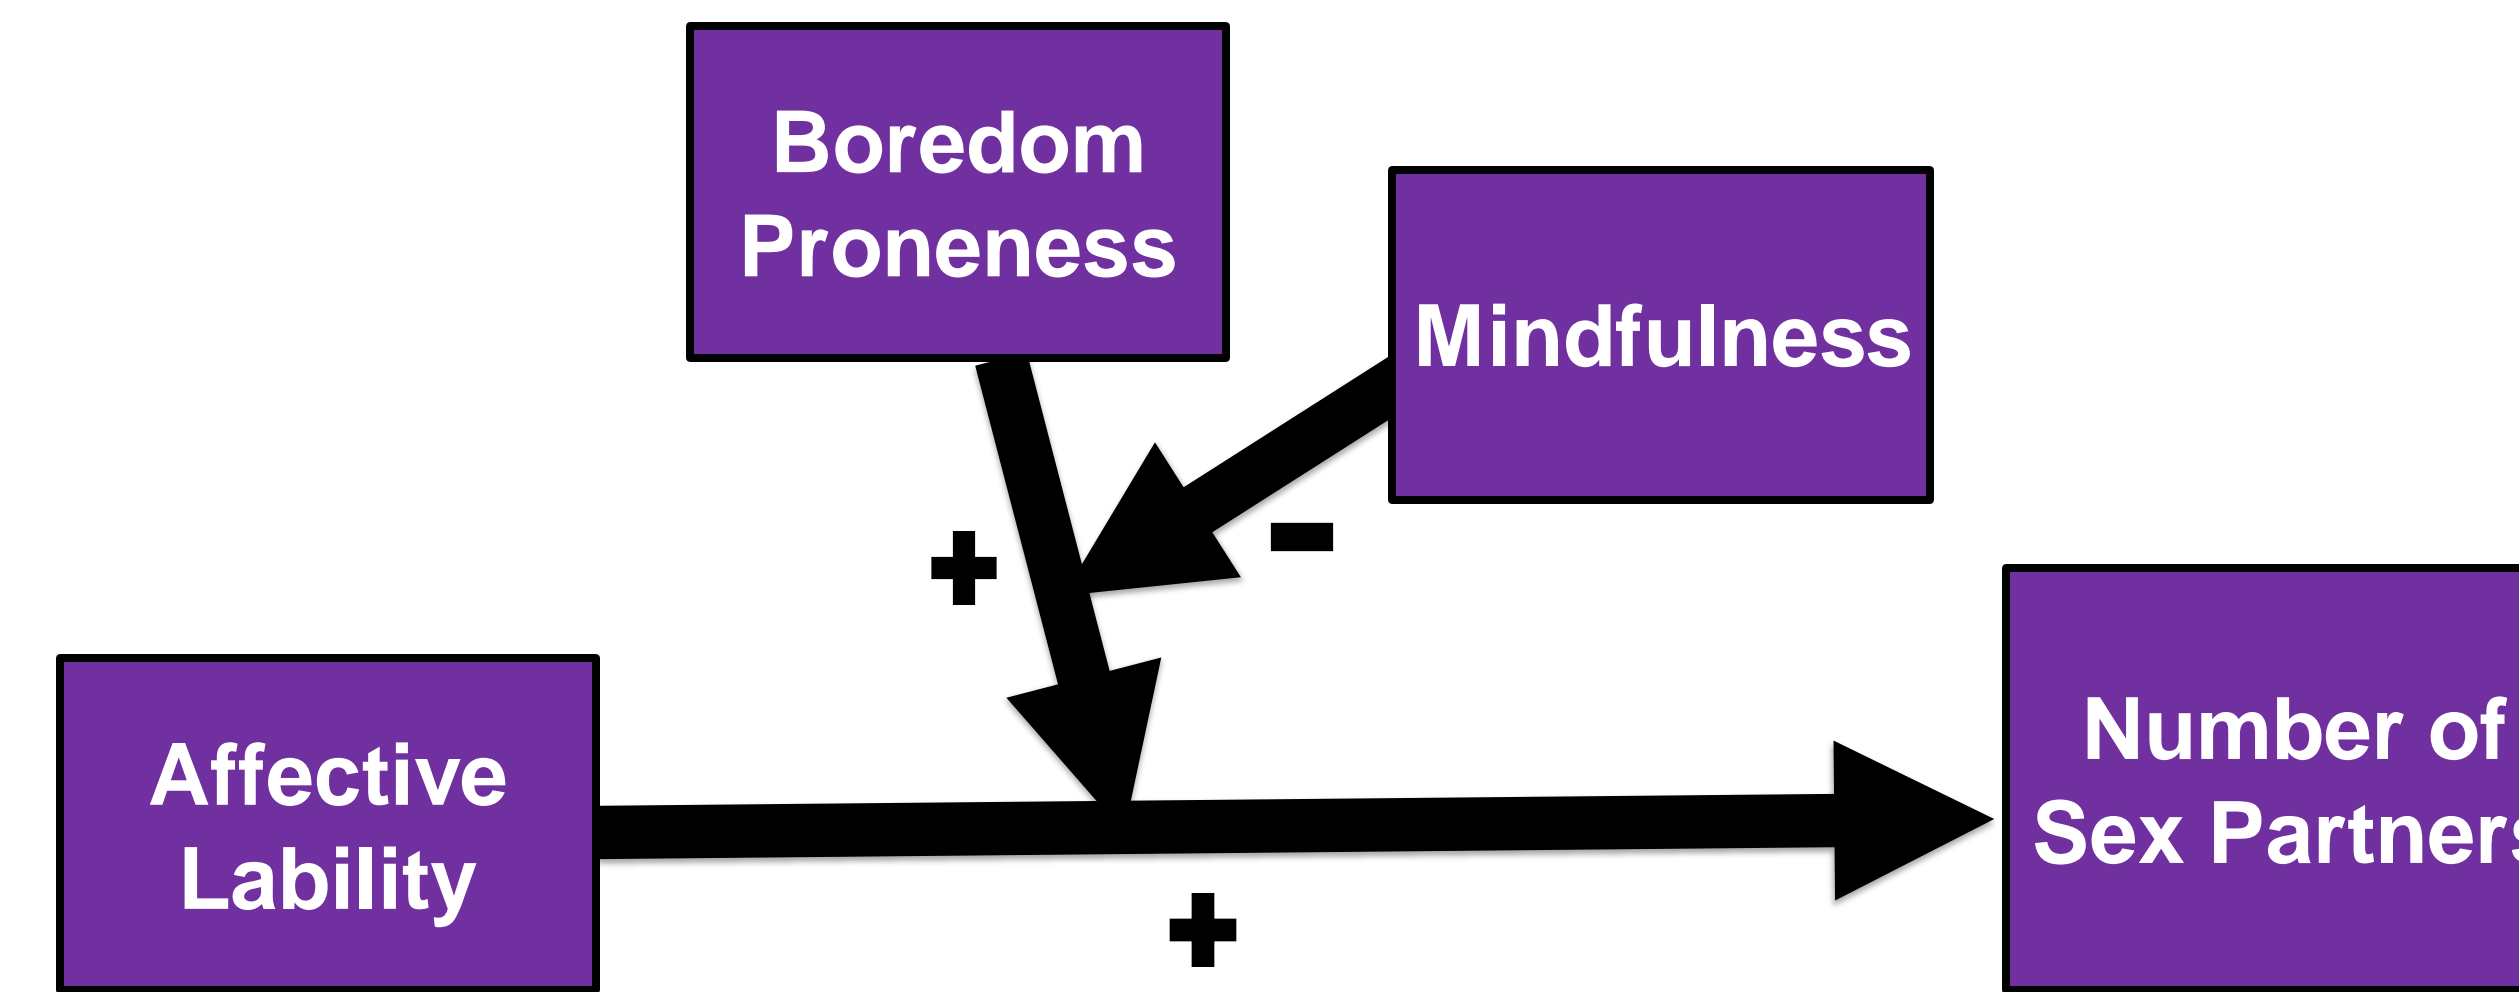 Boredom
Proneness
Mindfulness
+
-
Affective
Lability
Number of
Sex Partners
+